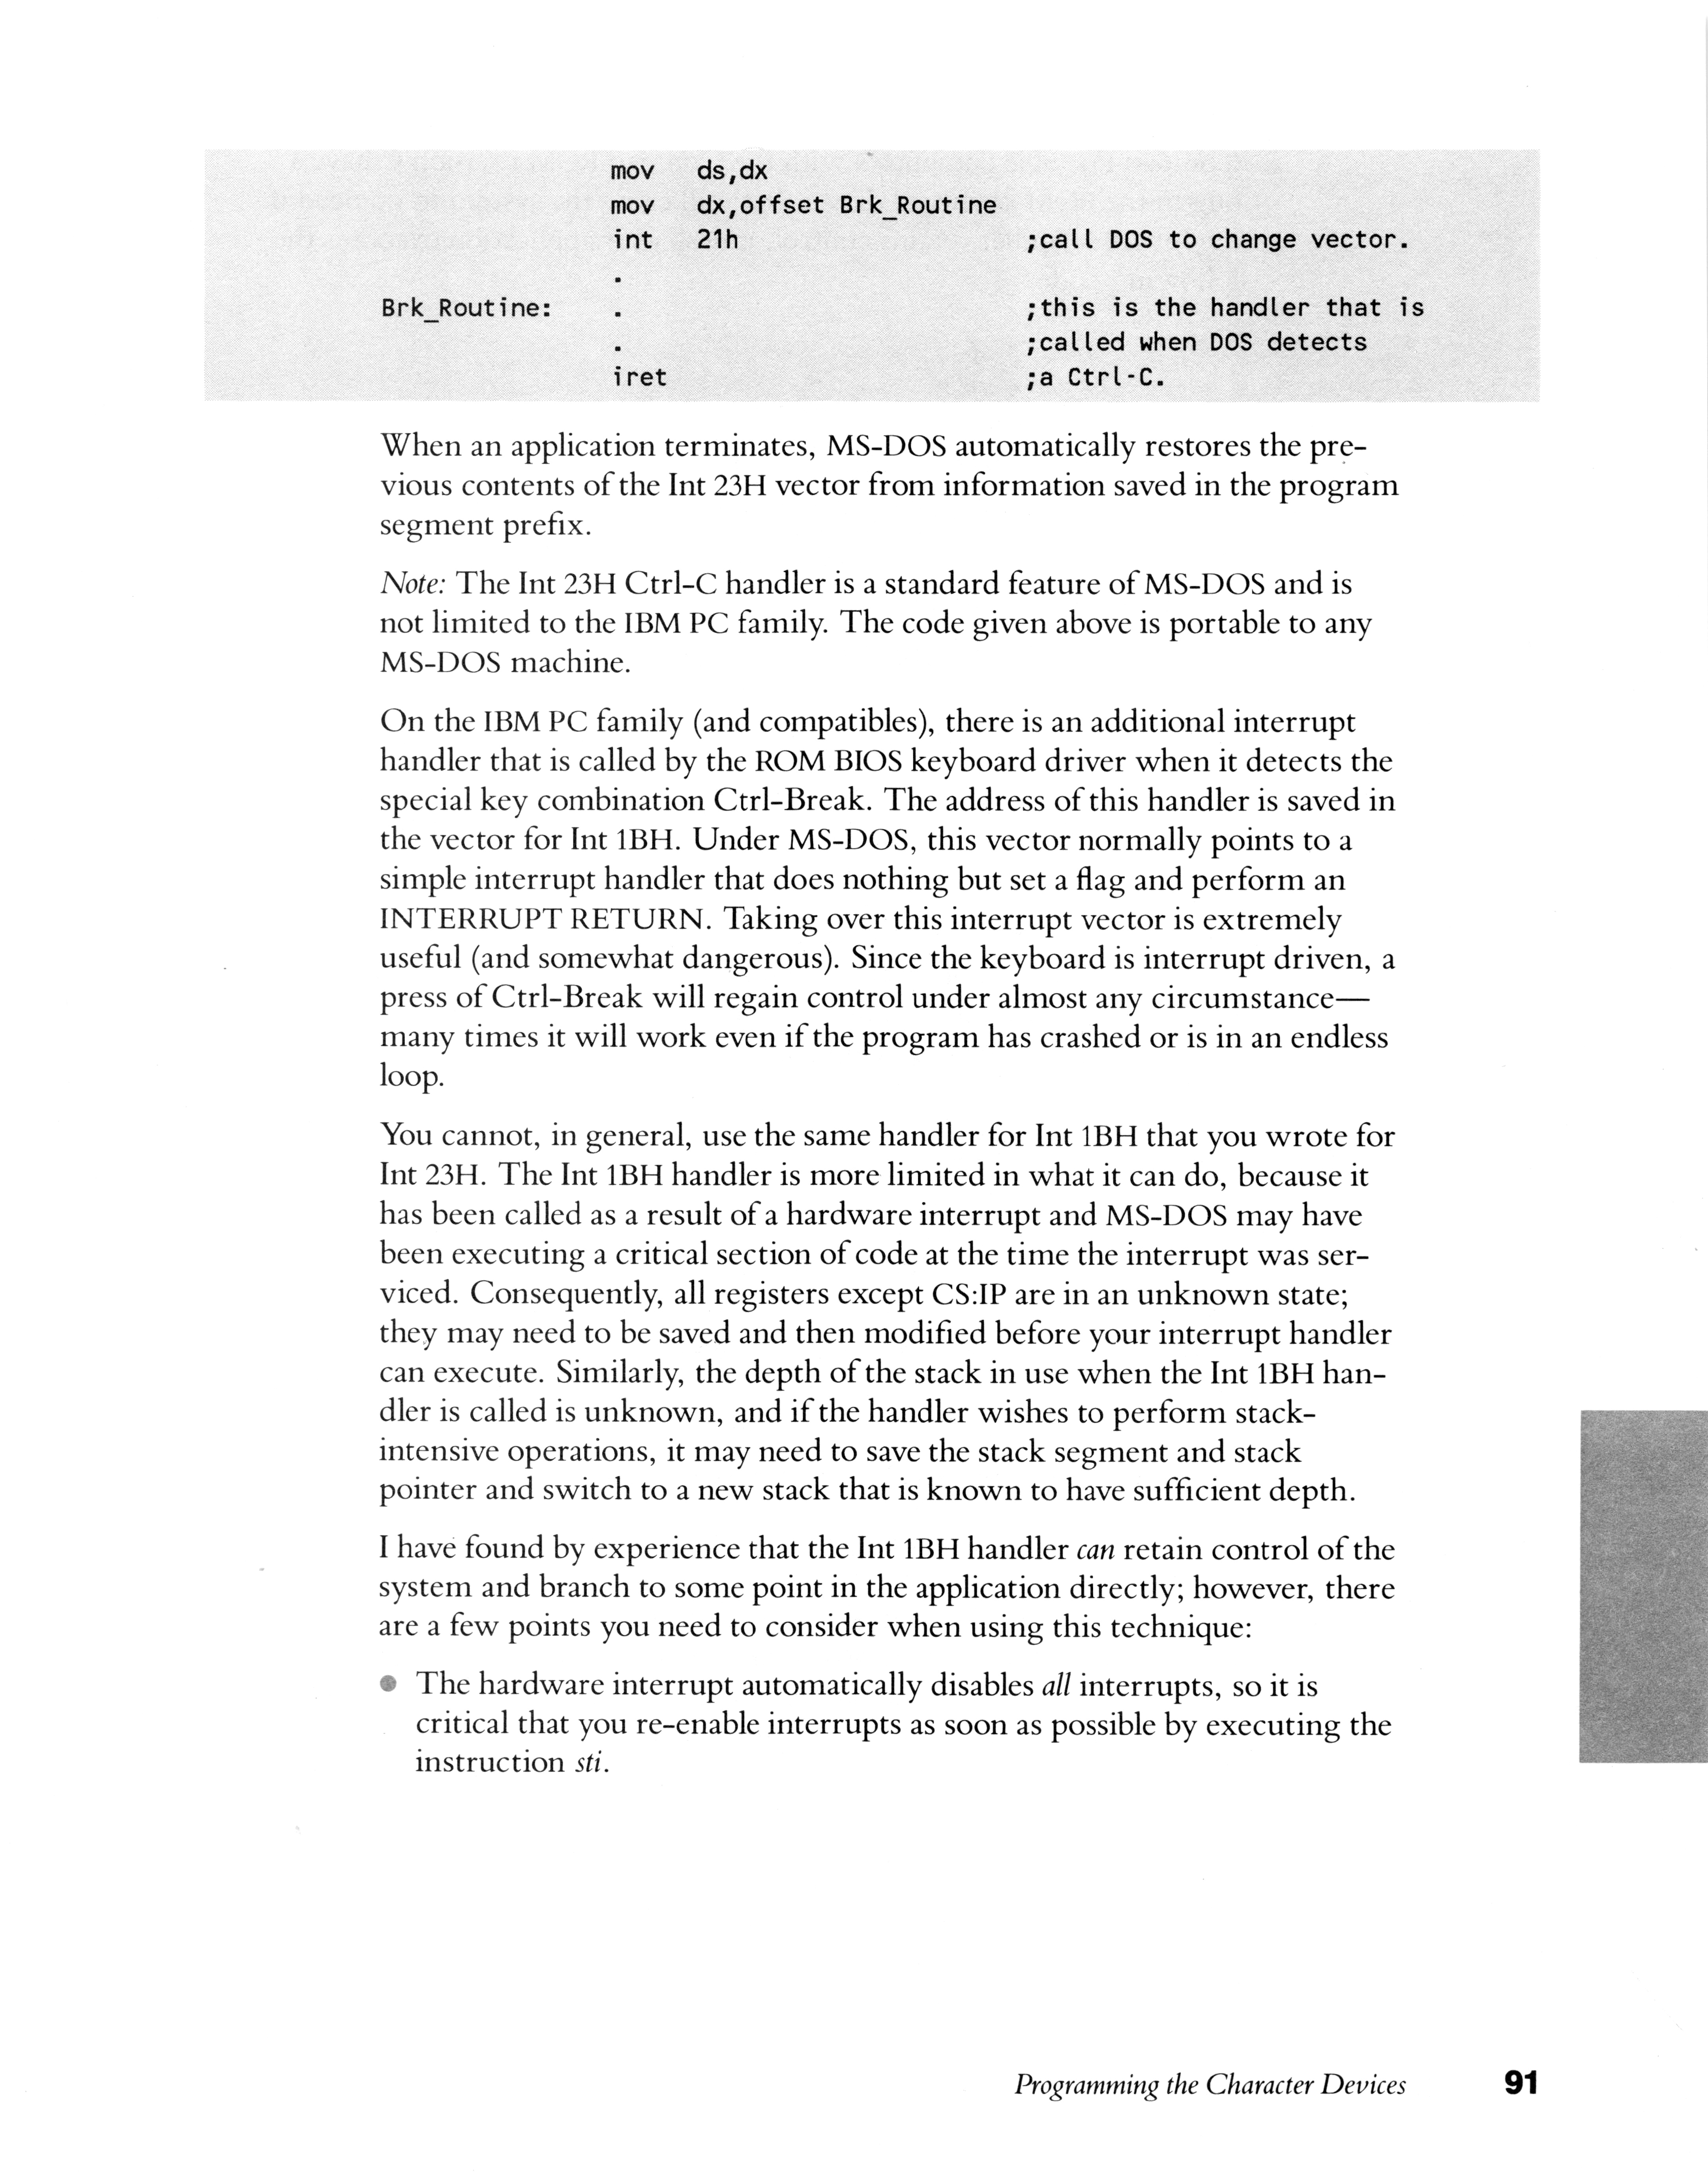 mov ds,dx
mov dx,offset Brk_Routine
int 21h ;call DOS to change vector.
.
Brk_Routine: . ;this is the handler that is
. ;called when DOS detects
iret ;a Ctrl-C.
When an application terminates, MS-DOS automatically restores the pre-
vious contents of the Int 23H vector from information saved in the program
segment prefix.
Note: The Int 23H Ctrl-C handler is a standard feature of MS-DOS and is
not limited to the IBM PC family. The code given above is portable to any
MS-DOS machine.
On the IBM PC family (and compatibles), there is an additional interrupt
handler that is called by the ROM BIOS keyboard driver when it detects the
special key combination Ctrl-Break. The address of this handler is saved in
the vector for Int 1BH. Under MS-DOS, this vector normally points to a
simple interrupt handler that does nothing but set a flag and perform an
INTERRUPT RETURN. Taking over this interrupt vector is extremely
useful (and somewhat dangerous). Since the keyboard is interrupt driven, a
press of Ctrl-Break will regain control under almost any circumstance—
many times it will work even if the program has crashed or is in an endless
loop.
You cannot, in general, use the same handler for Int 1BH that you wrote for
Int 23H. The Int 1BH handler is more limited in what it can do, because it
has been called as a result of a hardware interrupt and MS-DOS may have
been executing a critical section of code at the time the interrupt was ser-
viced. Consequently, all registers except CS:IP are in an unknown state;
they may need to be saved and then modified before your interrupt handler
can execute. Similarly, the depth of the stack in use when the Int 1BH han-
dler is called is unknown, and if the handler wishes to perform stack-
intensive operations, it may need to save the stack segment and stack
pointer and switch to a new stack that is known to have sufficient depth.
I have found by experience that the Int 1BH handler can retain control of the
system and branch to some point in the application directly; however, there
are a few points you need to consider when using this technique:
● The hardware interrupt automatically disables all interrupts, so it is
critical that you re-enable interrupts as soon as possible by executing the
instruction sti.
Programming the Character Devices 91